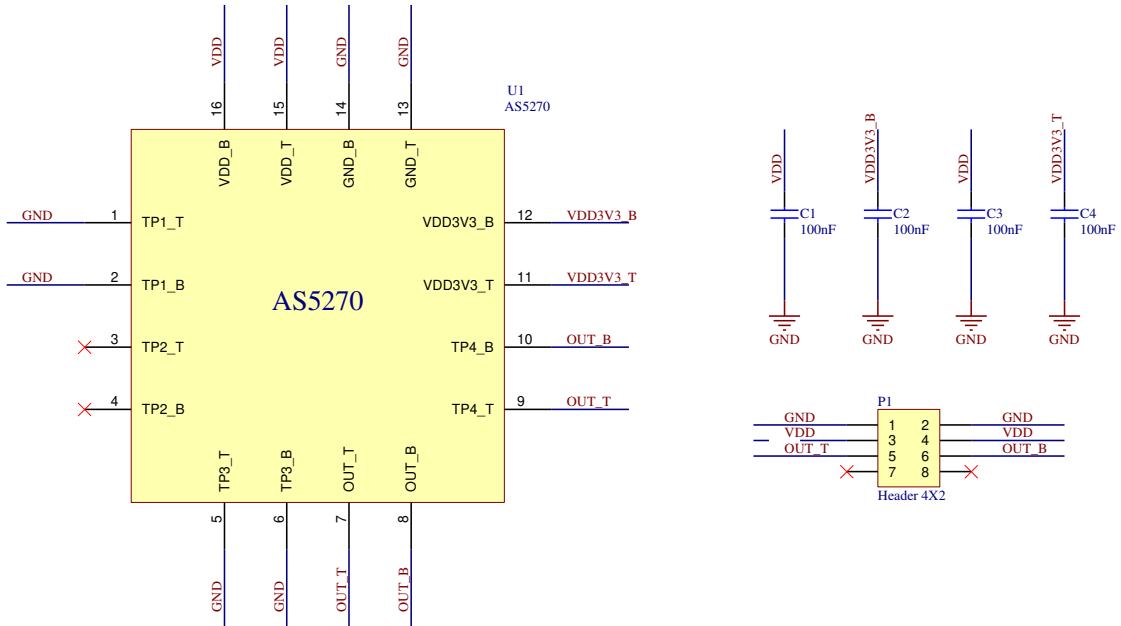 VDD
VDD
GND
GND
16
15
14
13
U1
AS5270
VDD_B
VDD_T
GND_B
GND_T
GND
1
TP1_T
GND
2
TP1_B
3
TP2_T
4
TP2_B
AS5270
VDD3V3_B
12
VDD3V3_B
VDD3V3_T
11
VDD3V3_T
TP4_B
10
OUT_B
TP4_T
9
OUT_T
TP3_T
TP3_B
OUT_T
OUT_B
5
6
7
8
GND
GND
OUT_T
OUT_B
VDD
VDD3V3_B
VDD
VDD3V3_T
C1
100nF
C2
100nF
C3
100nF
C4
100nF
GND
GND
GND
GND
P1
GND 1 2 GND
VDD 3 4 VDD
OUT_T 5 6 OUT_B
7 8
Header 4X2